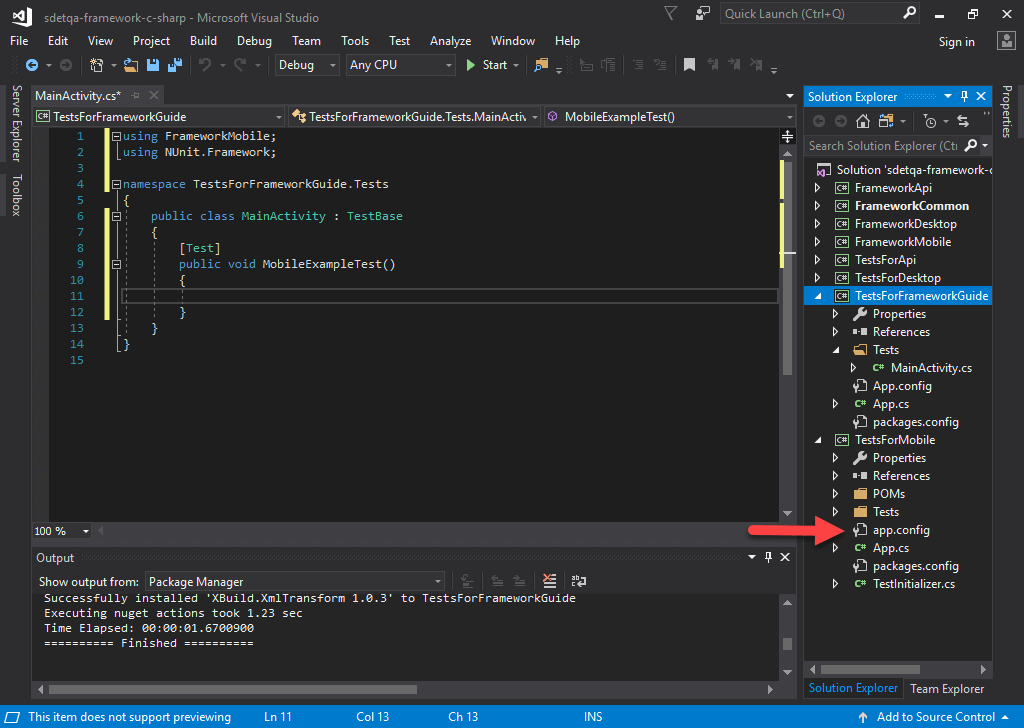 sdetqa-framework-c-sharp - Microsoft Visual Studio
Quick Launch (Ctrl+Q)
File Edit View Project Build Debug Team Tools Test Analyze Window Help
Sign in
Debug Any CPU Start
Server Explorer
Toolbox
MainActivity.cs*
TestsForFrameworkGuide TestsForFrameworkGuide.Tests.MainActiv MobileExampleTest()
1 using FrameworkMobile;
2 using NUnit.Framework;
3
4 namespace TestsForFrameworkGuide.Tests
5 {
6 public class MainActivity : TestBase
7 {
8 [Test]
9 public void MobileExampleTest()
10 {
11
12 }
13 }
14 }
15
100 %
Output
Show output from: Package Manager
Successfully installed 'XBuild.XmlTransform 1.0.3' to TestsForFrameworkGuide
Executing nuget actions took 1.23 sec
Time Elapsed: 00:00:01.6700900
========== Finished ==========
Solution Explorer
Search Solution Explorer (Ctr
Solution 'sdetqa-framework-c
C# FrameworkApi
C# FrameworkCommon
C# FrameworkDesktop
C# FrameworkMobile
C# TestsForApi
C# TestsForDesktop
C# TestsForFrameworkGuide
Properties
References
Tests
C# MainActivity.cs
App.config
C# App.cs
packages.config
C# TestsForMobile
Properties
References
POMs
Tests
app.config
C# App.cs
packages.config
C# TestInitializer.cs
Solution Explorer Team Explorer
Properties
This item does not support previewing Ln 11 Col 13 Ch 13 INS Add to Source Control